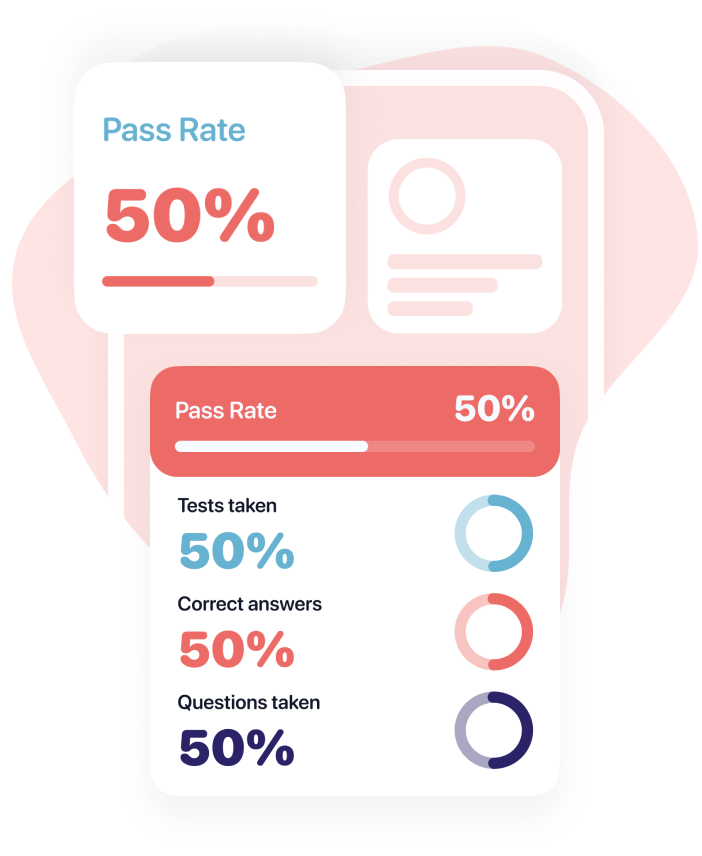 Pass Rate
50%
Pass Rate 50%
Tests taken
50%
Correct answers
50%
Questions taken
50%